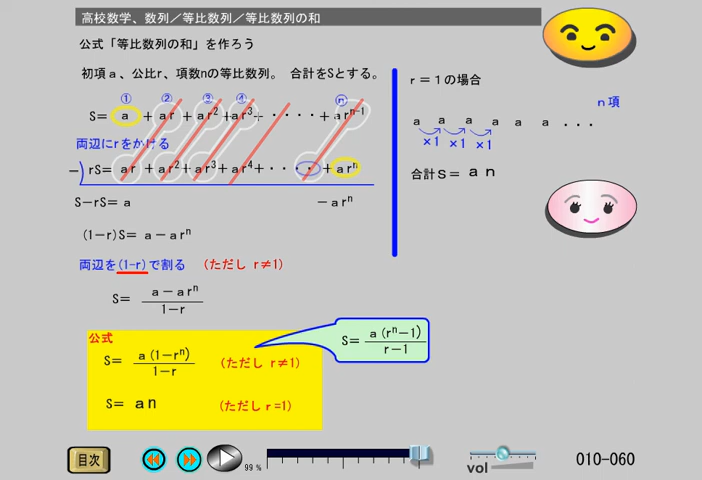 高校数学、数列／等比数列／等比数列の和
公式「等比数列の和」を作ろう
初項a、公比r、項数nの等比数列。 合計をSとする。
① ② ③ ④ ⓝ
S= a + ar + ar² + ar³ + ・・・・・ + arⁿ⁻¹
両辺にrをかける
−) rS= ar + ar² + ar³ + ar⁴ + ・・・・・ + arⁿ
S−rS= a − arⁿ
(1−r)S= a − arⁿ
両辺を(1−r)で割る (ただし r≠1)
S= a − arⁿ
1−r
公式
S= a(1−rⁿ) (ただし r≠1)
1−r
S= an (ただし r=1)
S= a(rⁿ−1)
r−1
r＝1の場合
n項
a a a a a a ・・・
×1 ×1 ×1
合計S= an
目次
99 %
vol
010-060